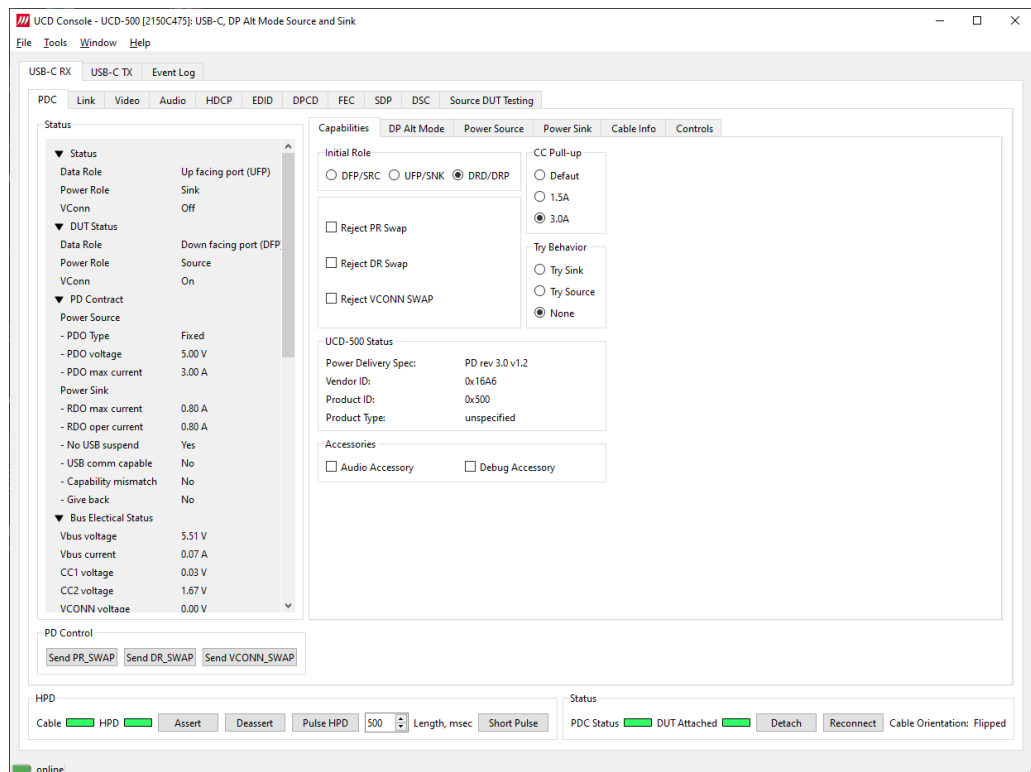 UCD Console - UCD-500 [2150C475]: USB-C, DP Alt Mode Source and Sink
File Tools Window Help
USB-C RX USB-C TX Event Log
PDC Link Video Audio HDCP EDID DPCD FEC SDP DSC Source DUT Testing
Status
Status
Data Role Up facing port (UFP)
Power Role Sink
VConn Off
DUT Status
Data Role Down facing port (DFP)
Power Role Source
VConn On
PD Contract
Power Source
- PDO Type Fixed
- PDO voltage 5.00 V
- PDO max current 3.00 A
Power Sink
- RDO max current 0.80 A
- RDO oper current 0.80 A
- No USB suspend Yes
- USB comm capable No
- Capability mismatch No
- Give back No
Bus Electical Status
Vbus voltage 5.51 V
Vbus current 0.07 A
CC1 voltage 0.03 V
CC2 voltage 1.67 V
VCONN voltage 0.00 V
Capabilities DP Alt Mode Power Source Power Sink Cable Info Controls
Initial Role
DFP/SRC UFP/SNK DRD/DRP
Reject PR Swap
Reject DR Swap
Reject VCONN SWAP
CC Pull-up
Defaut
1.5A
3.0A
Try Behavior
Try Sink
Try Source
None
UCD-500 Status
Power Delivery Spec: PD rev 3.0 v1.2
Vendor ID: 0x16A6
Product ID: 0x500
Product Type: unspecified
Accessories
Audio Accessory Debug Accessory
PD Control
Send PR_SWAP Send DR_SWAP Send VCONN_SWAP
HPD
Cable HPD Assert Deassert Pulse HPD 500 Length, msec Short Pulse
Status
PDC Status DUT Attached Detach Reconnect Cable Orientation: Flipped
online